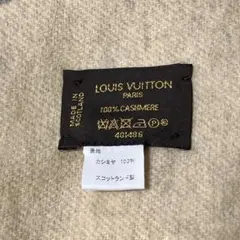 LOUIS VUITTON
PARIS
100% CASHMERE
MADE IN
SCOTLAND
401486
表地
カシミヤ 100%
スコットランド製